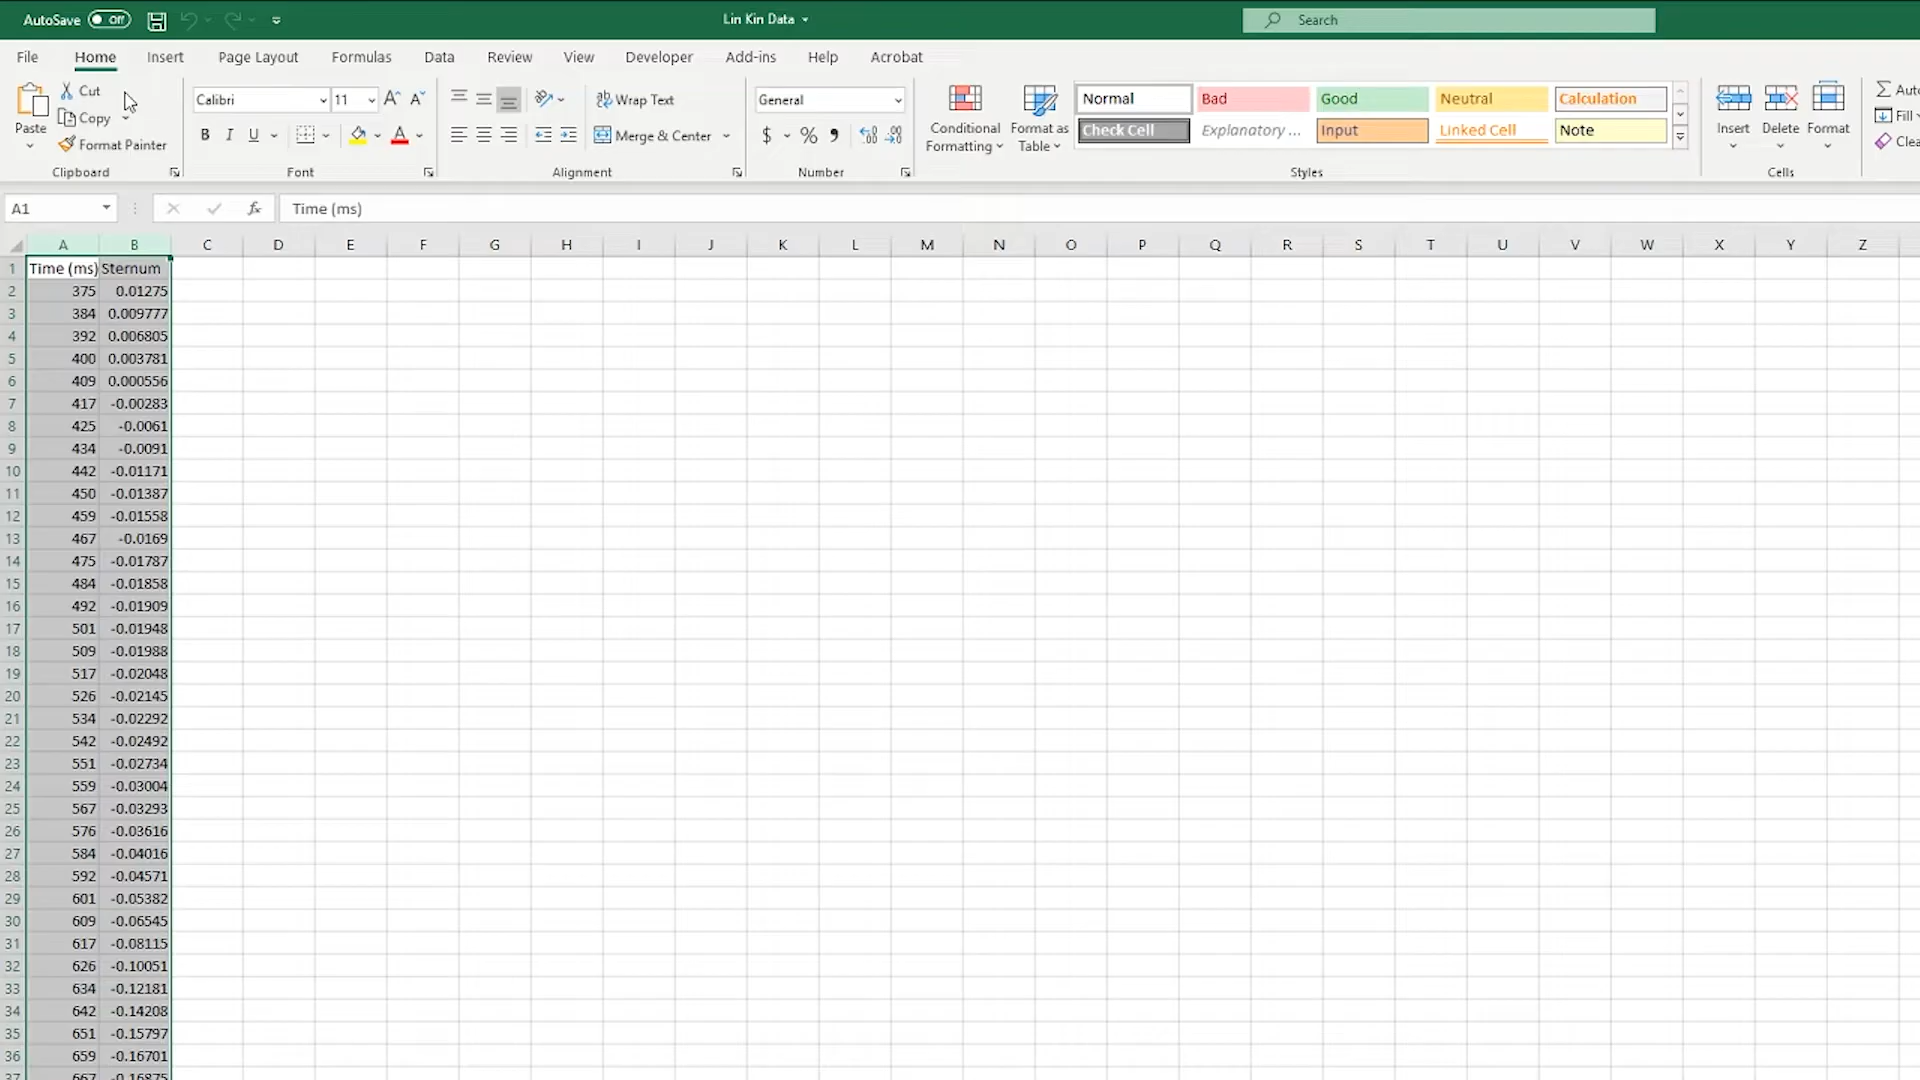 AutoSave Off Lin Kin Data Search
File Home Insert Page Layout Formulas Data Review View Developer Add-ins Help Acrobat
Paste
Cut
Copy
Format Painter
Clipboard
Calibri 11
B I U
Font
Wrap Text
Merge & Center
Alignment
General
$ % 9
Number
Conditional Formatting
Format as Table
Normal Bad Good Neutral Calculation
Check Cell Explanatory ... Input Linked Cell Note
Styles
Insert Delete Format
Cells
Auto
Fill
Clea
A1 fx Time (ms)
A B C D E F G H I J K L M N O P Q R S T U V W X Y Z
1 Time (ms) Sternum
2 375 0.01275
3 384 0.009777
4 392 0.006805
5 400 0.003781
6 409 0.000556
7 417 -0.00283
8 425 -0.0061
9 434 -0.0091
10 442 -0.01171
11 450 -0.01387
12 459 -0.01558
13 467 -0.0169
14 475 -0.01787
15 484 -0.01858
16 492 -0.01909
17 501 -0.01948
18 509 -0.01988
19 517 -0.02048
20 526 -0.02145
21 534 -0.02292
22 542 -0.02492
23 551 -0.02734
24 559 -0.03004
25 567 -0.03293
26 576 -0.03616
27 584 -0.04016
28 592 -0.04571
29 601 -0.05382
30 609 -0.06545
31 617 -0.08115
32 626 -0.10051
33 634 -0.12181
34 642 -0.14208
35 651 -0.15797
36 659 -0.16701
37 667 -0.16875